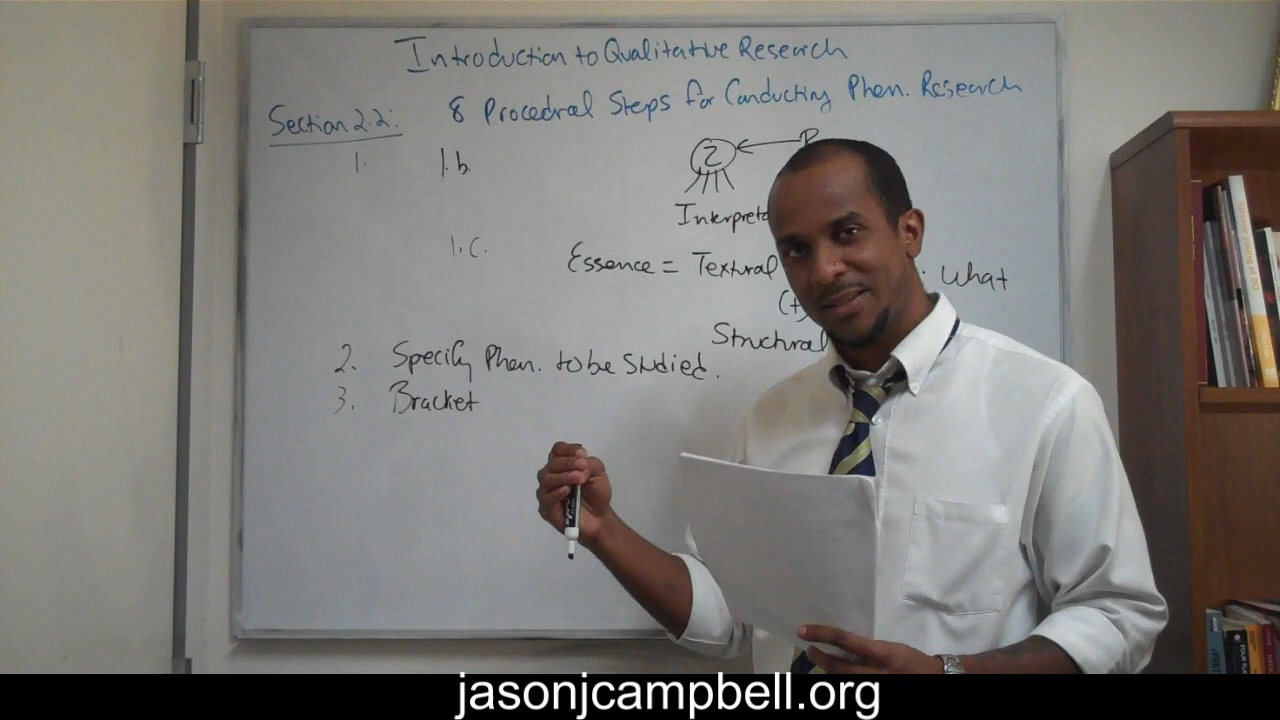 Introduction to Qualitative Research
Section 2.2: 8 Procedral Steps for Conducting Phen. Research
1. 1.b. 2 P
Interpret
1.c. Essence = Textural : What
(+)
Structural
2. Specify Phen. to be Studied.
3. Bracket
jasonjcampbell.org